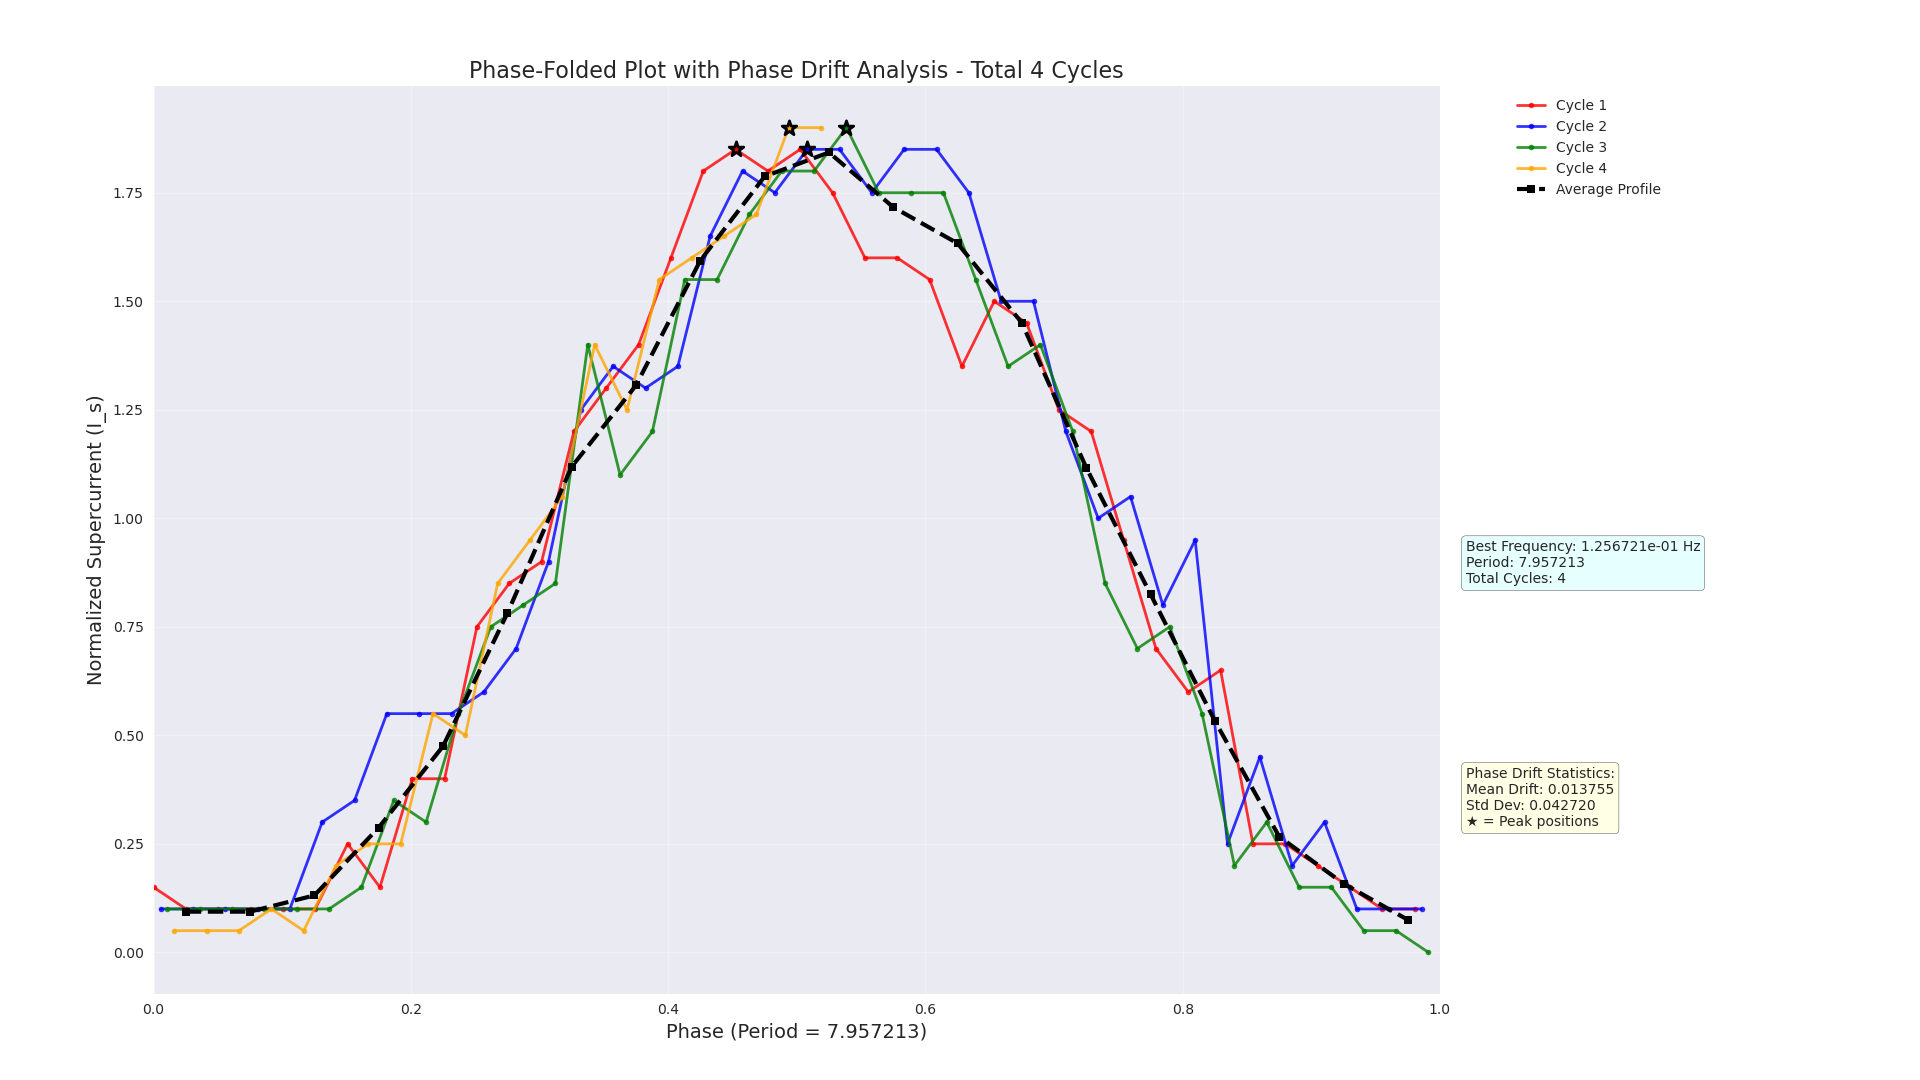 Phase-Folded Plot with Phase Drift Analysis - Total 4 Cycles
Normalized Supercurrent (I_s)
1.75
1.50
1.25
1.00
0.75
0.50
0.25
0.00
0.0
0.2
0.4
0.6
0.8
1.0
Phase (Period = 7.957213)
Cycle 1
Cycle 2
Cycle 3
Cycle 4
Average Profile
Best Frequency: 1.256721e-01 Hz
Period: 7.957213
Total Cycles: 4
Phase Drift Statistics:
Mean Drift: 0.013755
Std Dev: 0.042720
★ = Peak positions